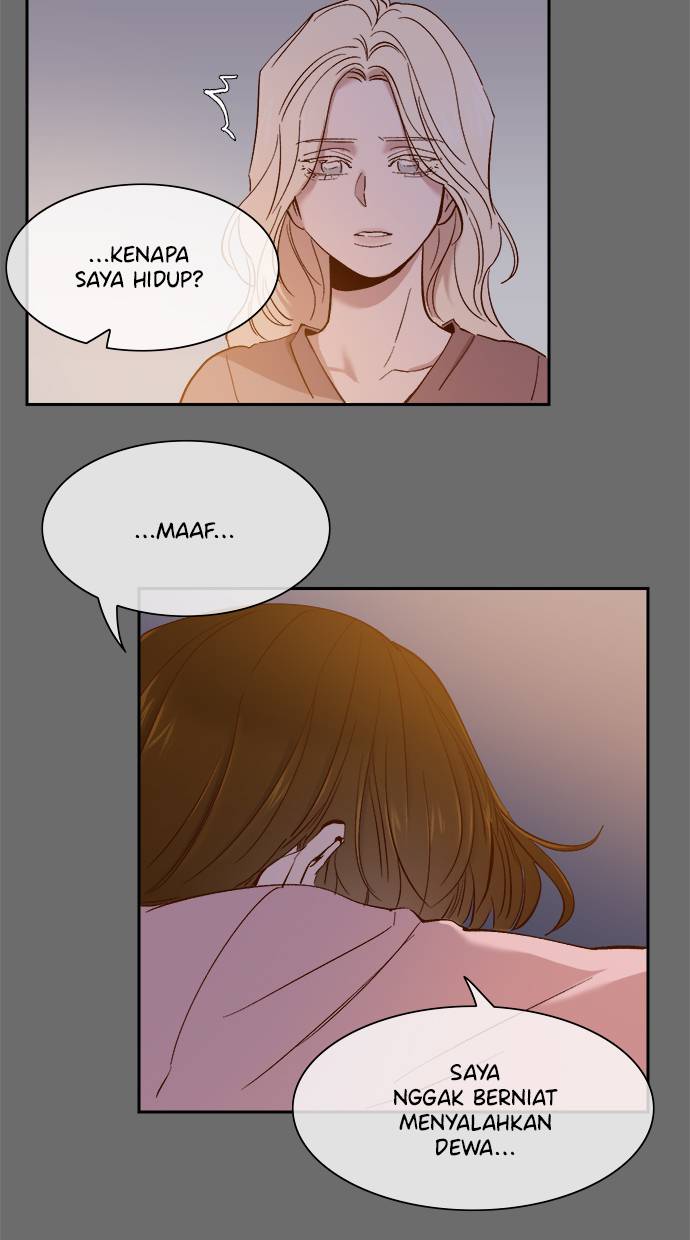 ...KENAPA
SAYA HIDUP?
...MAAF...
SAYA
NGGAK BERNIAT
MENYALAHKAN
DEWA...